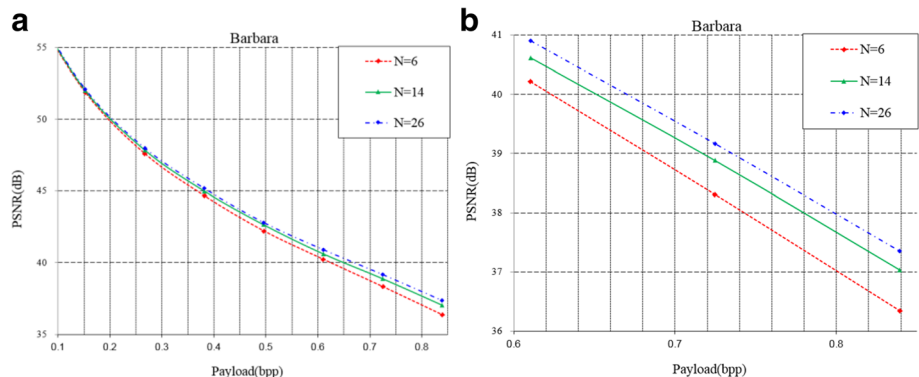 a
Barbara
55
50
45
40
35
PSNR(dB)
0.1 0.2 0.3 0.4 0.5 0.6 0.7 0.8
Payload(bpp)
N=6
N=14
N=26
b
Barbara
41
40
39
38
37
36
PSNR(dB)
0.6 0.7 0.8
Payload(bpp)
N=6
N=14
N=26